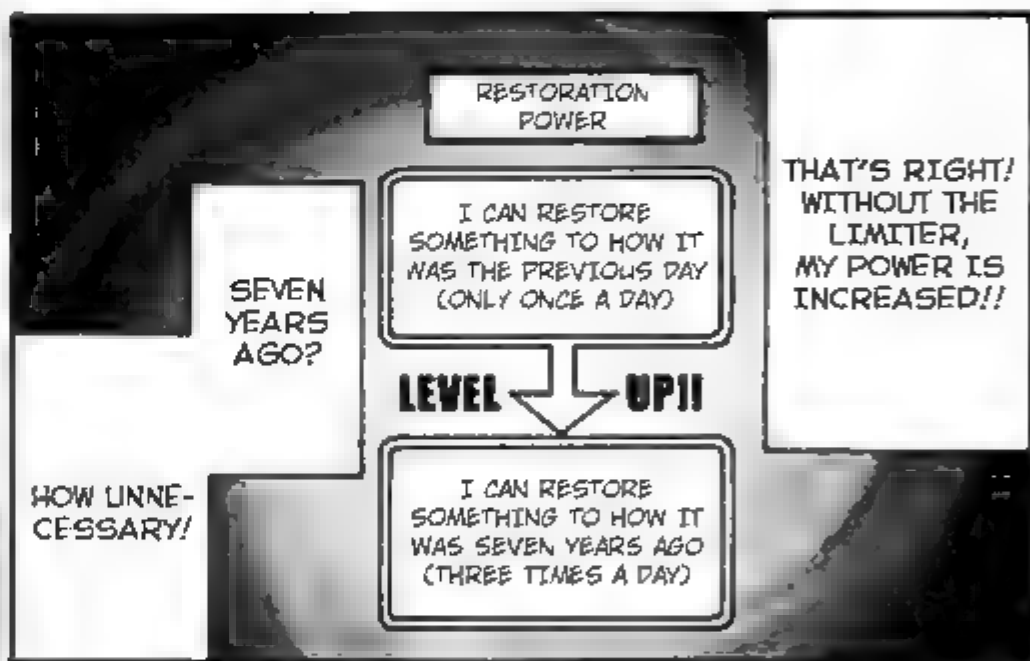 THAT'S RIGHT!
WITHOUT THE
LIMITER,
MY POWER IS
INCREASED!!
RESTORATION
POWER
I CAN RESTORE
SOMETHING TO HOW IT
WAS THE PREVIOUS DAY
(ONLY ONCE A DAY)
LEVEL UP!!
I CAN RESTORE
SOMETHING TO HOW IT
WAS SEVEN YEARS AGO
(THREE TIMES A DAY)
SEVEN
YEARS
AGO?
HOW UNNE-
CESSARY!